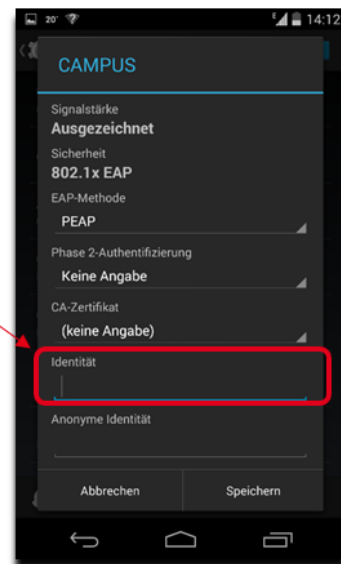 20° 14:12
CAMPUS
Signalstärke
Ausgezeichnet
Sicherheit
802.1x EAP
EAP-Methode
PEAP
Phase 2-Authentifizierung
Keine Angabe
CA-Zertifikat
(keine Angabe)
Identität
Anonyme Identität
Abbrechen Speichern